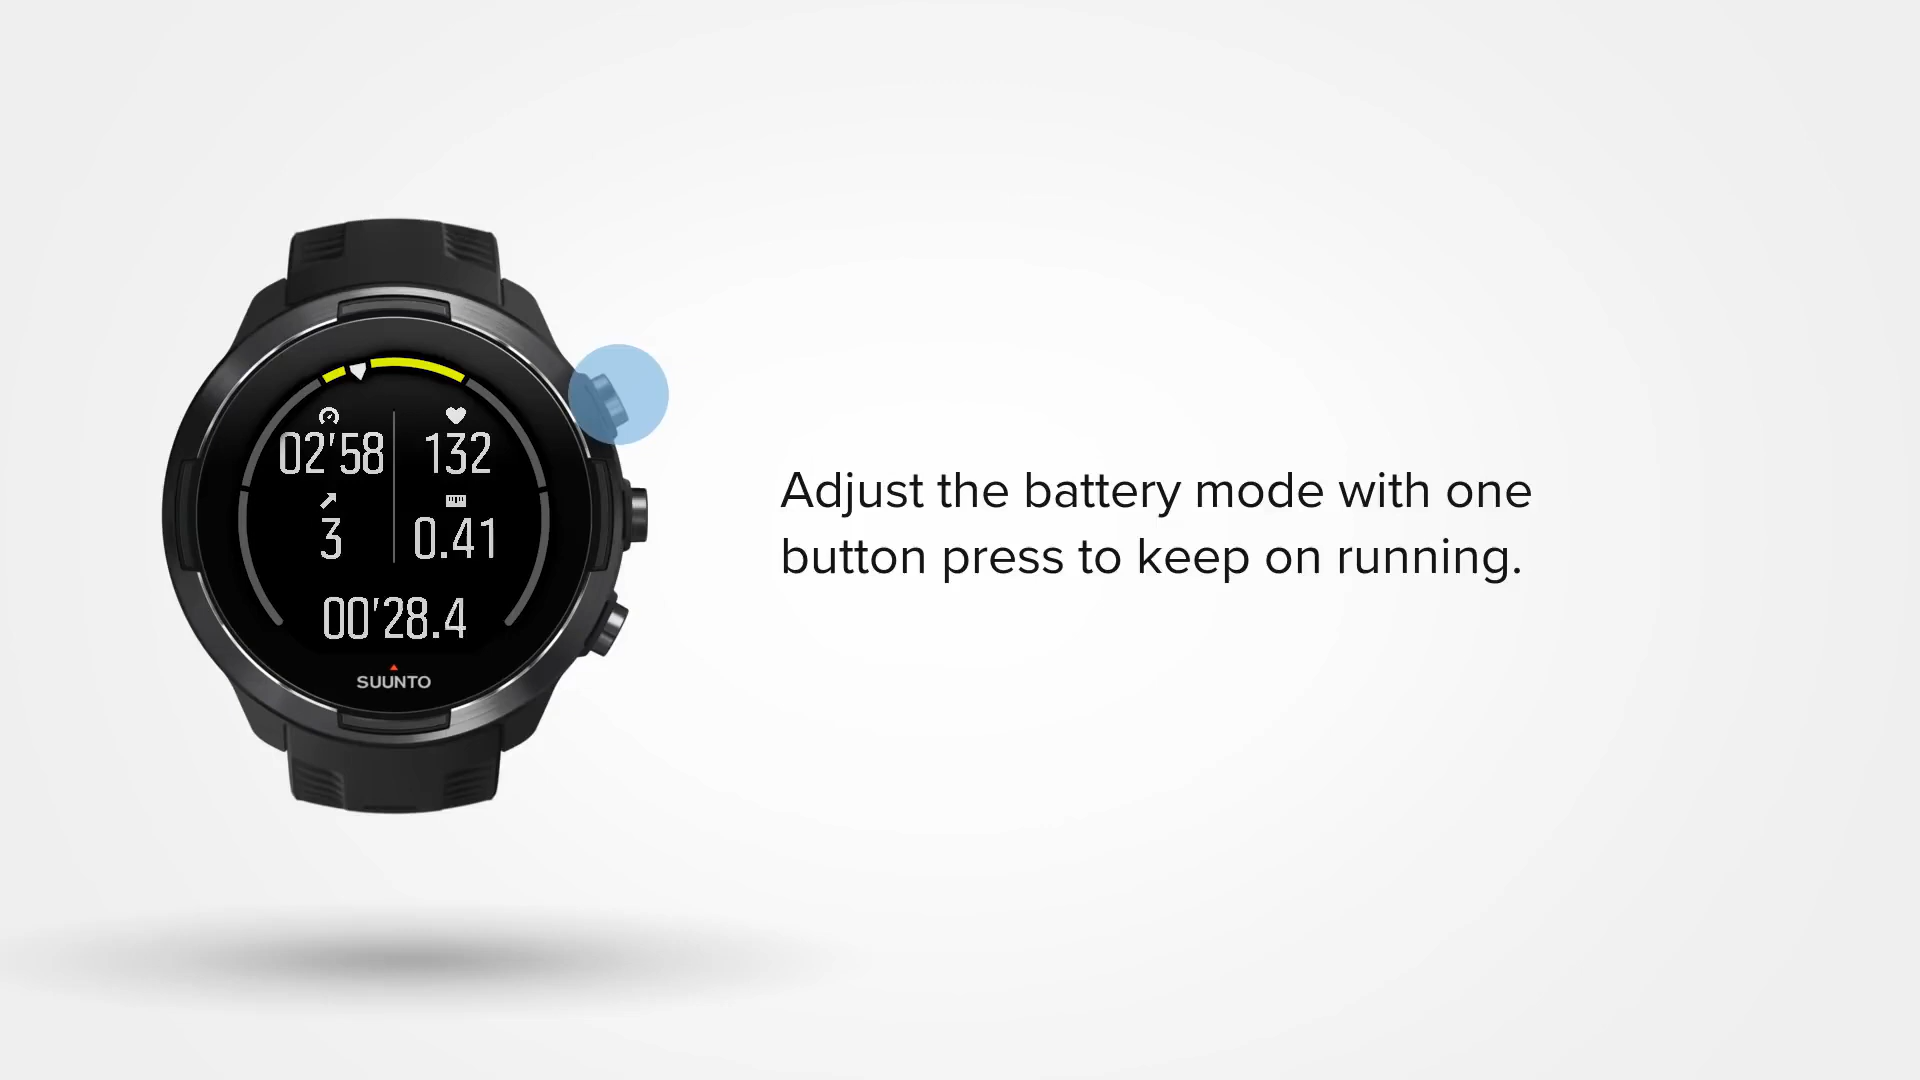 02'58 132
3 0.41
00'28.4
SUUNTO
Adjust the battery mode with one
button press to keep on running.